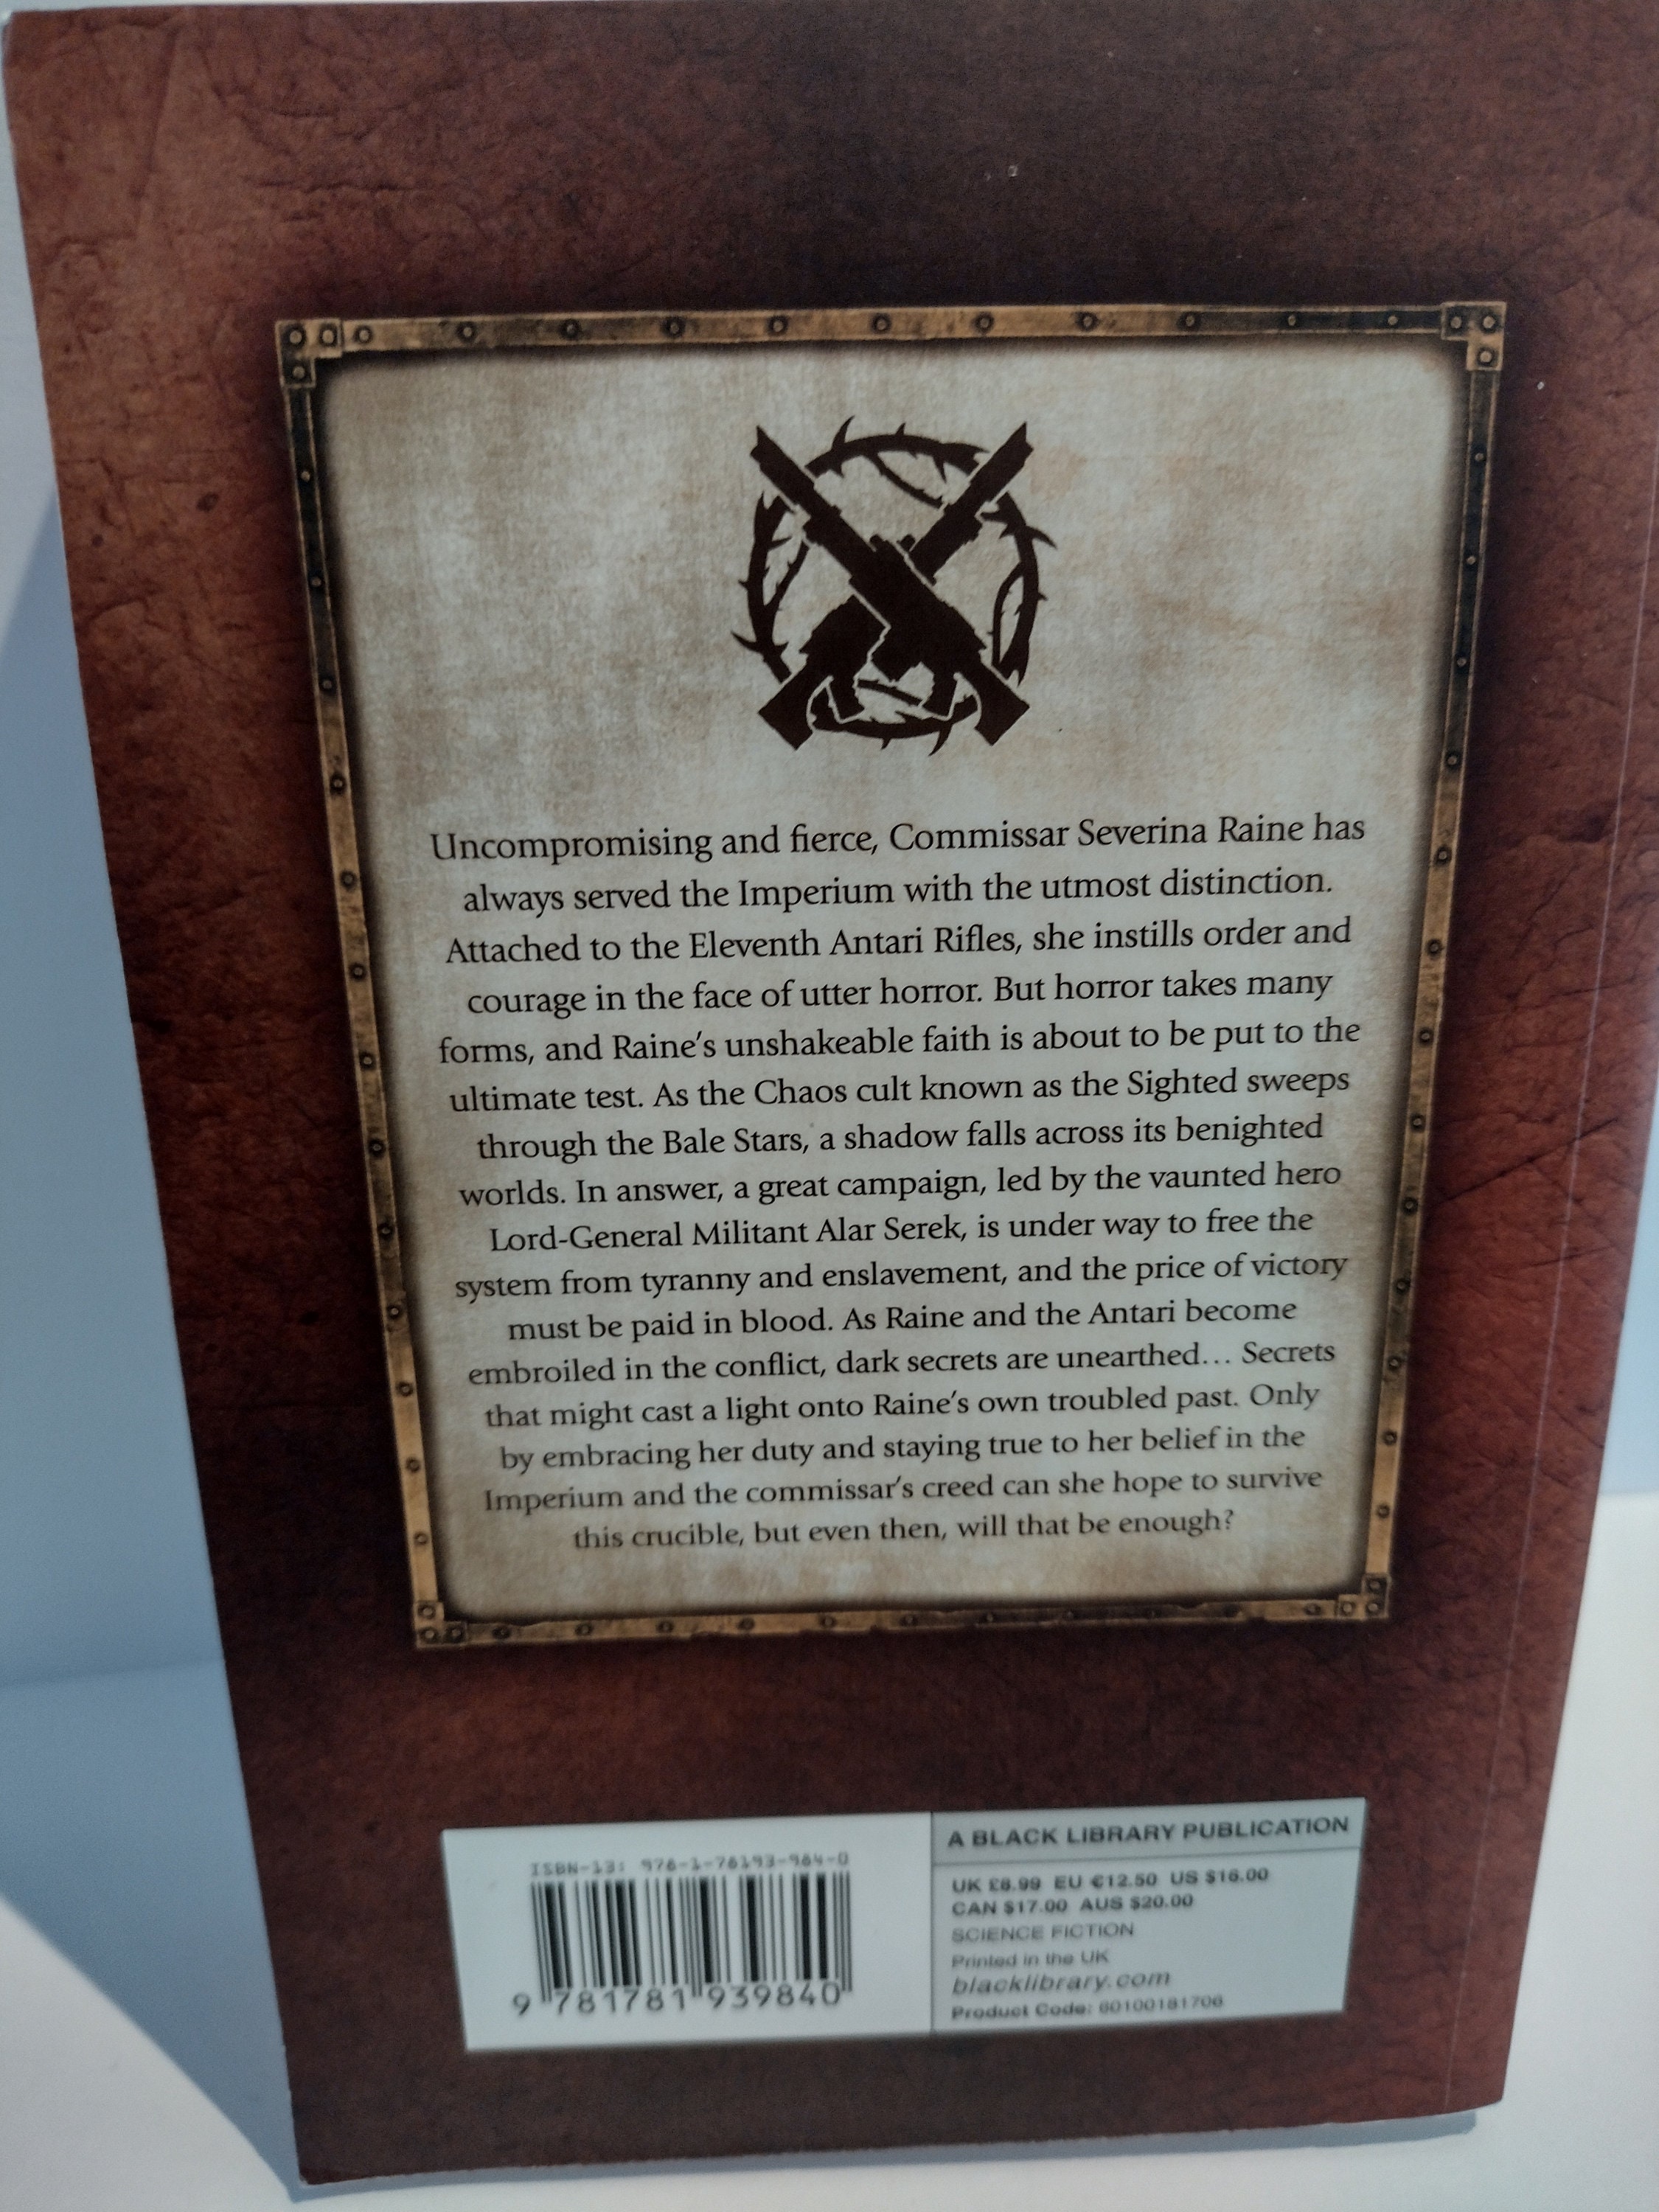 Uncompromising and fierce, Commissar Severina Raine has
always served the Imperium with the utmost distinction.
Attached to the Eleventh Antari Rifles, she instills order and
courage in the face of utter horror. But horror takes many
forms, and Raine's unshakeable faith is about to be put to the
ultimate test. As the Chaos cult known as the Sighted sweeps
through the Bale Stars, a shadow falls across its benighted
worlds. In answer, a great campaign, led by the vaunted hero
Lord-General Militant Alar Serek, is under way to free the
system from tyranny and enslavement, and the price of victory
must be paid in blood. As Raine and the Antari become
embroiled in the conflict, dark secrets are unearthed... Secrets
that might cast a light onto Raine's own troubled past. Only
by embracing her duty and staying true to her belief in the
Imperium and the commissar's creed can she hope to survive
this crucible, but even then, will that be enough?
ISBN-13:
9 781781 939840
A BLACK LIBRARY PUBLICATION
UK £8.99 EU €12.50 US $16.00
CAN $17.00 AUS $20.00
SCIENCE FICTION
Printed in the UK
blacklibrary.com
Product Code: 60100181706